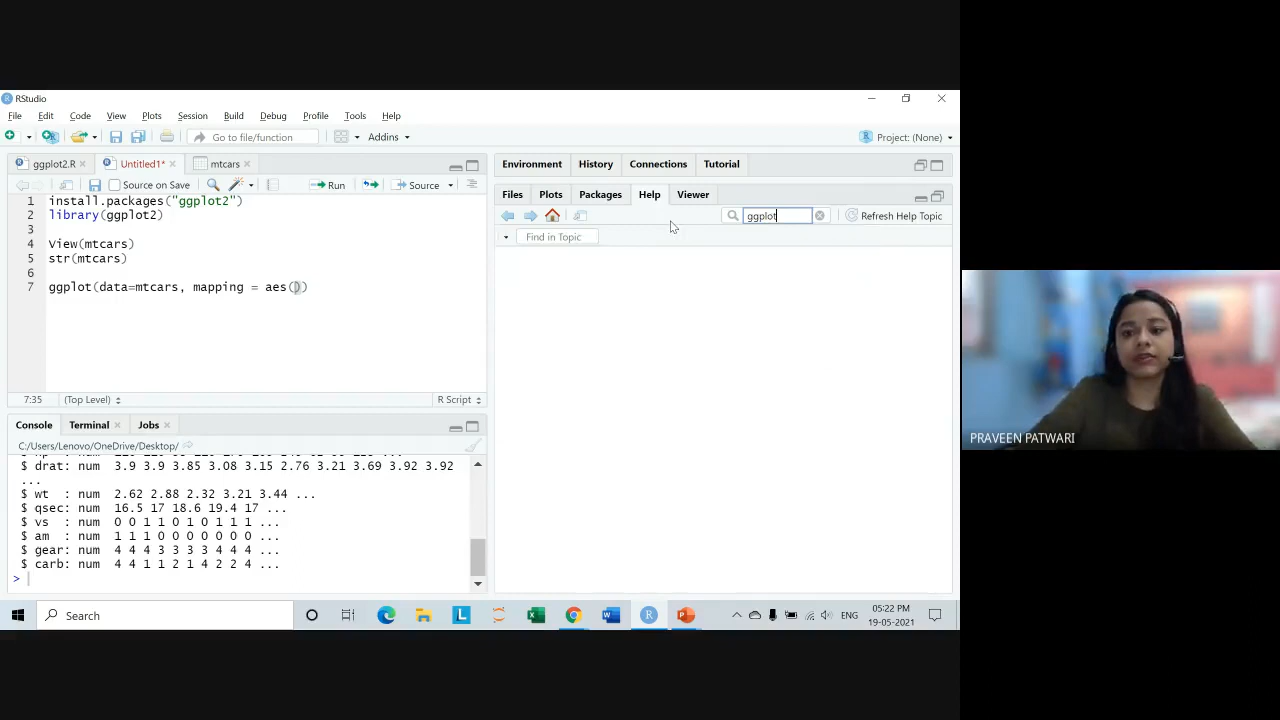 RStudio
File Edit Code View Plots Session Build Debug Profile Tools Help
Go to file/function Addins Project: (None)
ggplot2.R Untitled1* mtcars
Source on Save Run Source
1 install.packages("ggplot2")
2 library(ggplot2)
3
4 View(mtcars)
5 str(mtcars)
6
7 ggplot(data=mtcars, mapping = aes())
7:35 (Top Level) R Script
Console Terminal Jobs
C:/Users/Lenovo/OneDrive/Desktop/
$ drat: num 3.9 3.9 3.85 3.08 3.15 2.76 3.21 3.69 3.92 3.92
...
$ wt : num 2.62 2.88 2.32 3.21 3.44 ...
$ qsec: num 16.5 17 18.6 19.4 17 ...
$ vs : num 0 0 1 1 0 1 0 1 1 1 ...
$ am : num 1 1 1 0 0 0 0 0 0 0 ...
$ gear: num 4 4 4 3 3 3 3 4 4 4 ...
$ carb: num 4 4 1 1 2 1 4 2 2 4 ...
>
Environment History Connections Tutorial
Files Plots Packages Help Viewer
ggplot Refresh Help Topic
Find in Topic
PRAVEEN PATWARI
Search
ENG
05:22 PM
19-05-2021